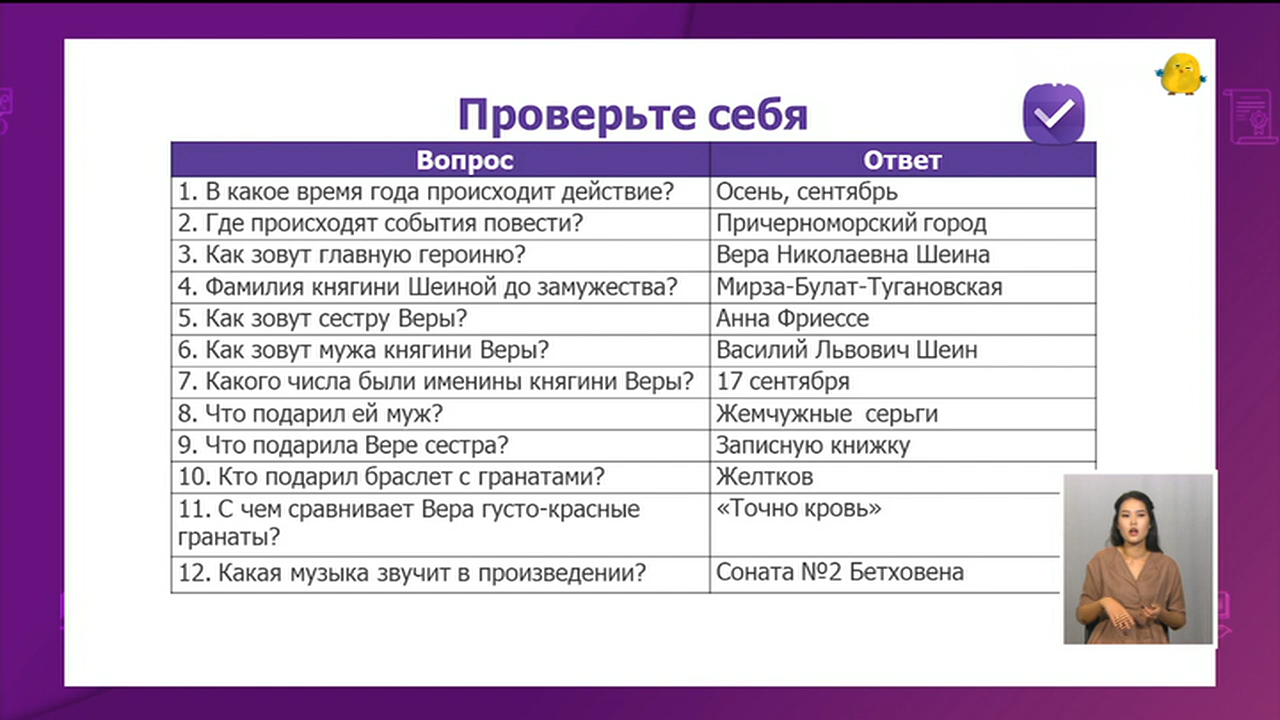 Проверьте себя
Вопрос Ответ
1. В какое время года происходит действие? Осень, сентябрь
2. Где происходят события повести? Причерноморский город
3. Как зовут главную героиню? Вера Николаевна Шеина
4. Фамилия княгини Шеиной до замужества? Мирза-Булат-Тугановская
5. Как зовут сестру Веры? Анна Фриессе
6. Как зовут мужа княгини Веры? Василий Львович Шеин
7. Какого числа были именины княгини Веры? 17 сентября
8. Что подарил ей муж? Жемчужные серьги
9. Что подарила Вере сестра? Записную книжку
10. Кто подарил браслет с гранатами? Желтков
11. С чем сравнивает Вера густо-красные «Точно кровь»
гранаты?
12. Какая музыка звучит в произведении? Соната №2 Бетховена